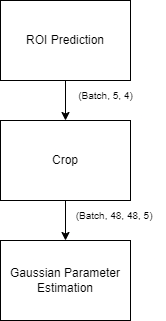 ROI Prediction
(Batch, 5, 4)
Crop
(Batch, 48, 48, 5)
Gaussian Parameter
Estimation